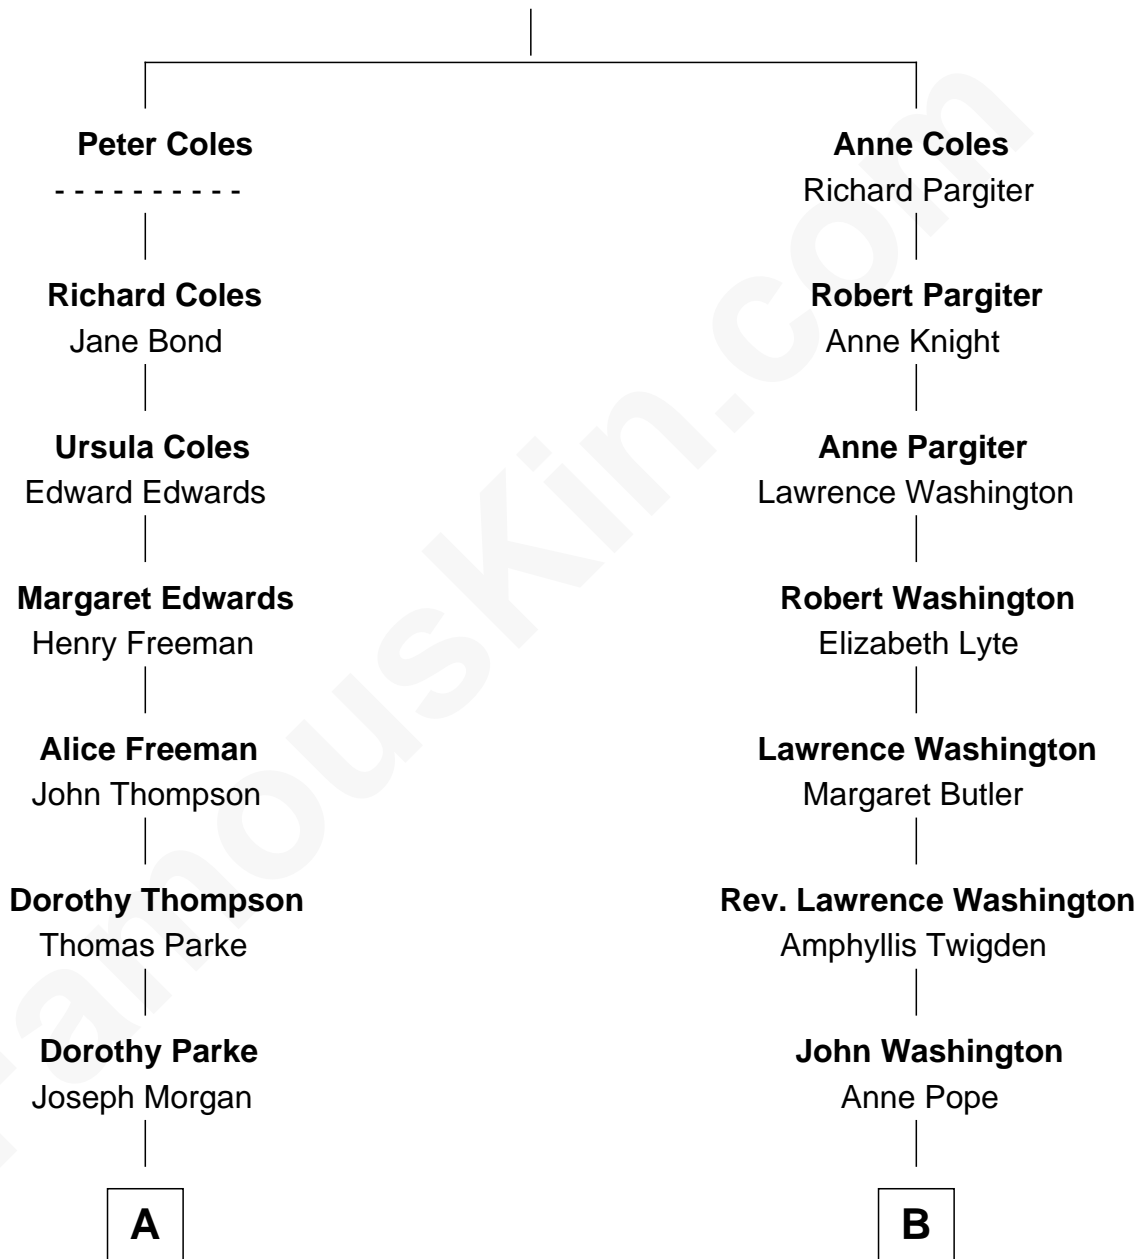 Peter Coles
- - - - - - - - - -
Richard Coles
Jane Bond
Ursula Coles
Edward Edwards
Margaret Edwards
Henry Freeman
Alice Freeman
John Thompson
Dorothy Thompson
Thomas Parke
Dorothy Parke
Joseph Morgan
A
Anne Coles
Richard Pargiter
Robert Pargiter
Anne Knight
Anne Pargiter
Lawrence Washington
Robert Washington
Elizabeth Lyte
Lawrence Washington
Margaret Butler
Rev. Lawrence Washington
Amphyllis Twigden
John Washington
Anne Pope
B
FamousKin.com